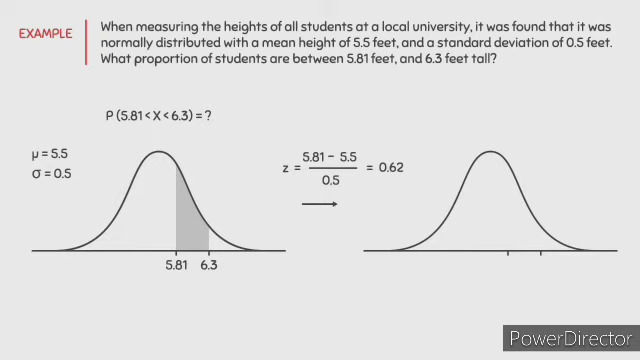 EXAMPLE
When measuring the heights of all students at a local university, it was found that it was
normally distributed with a mean height of 5.5 feet, and a standard deviation of 0.5 feet.
What proportion of students are between 5.81 feet, and 6.3 feet tall?
P (5.81 < X < 6.3) = ?
μ = 5.5
σ = 0.5
z = (5.81 - 5.5) / 0.5 = 0.62
5.81 6.3
PowerDirector